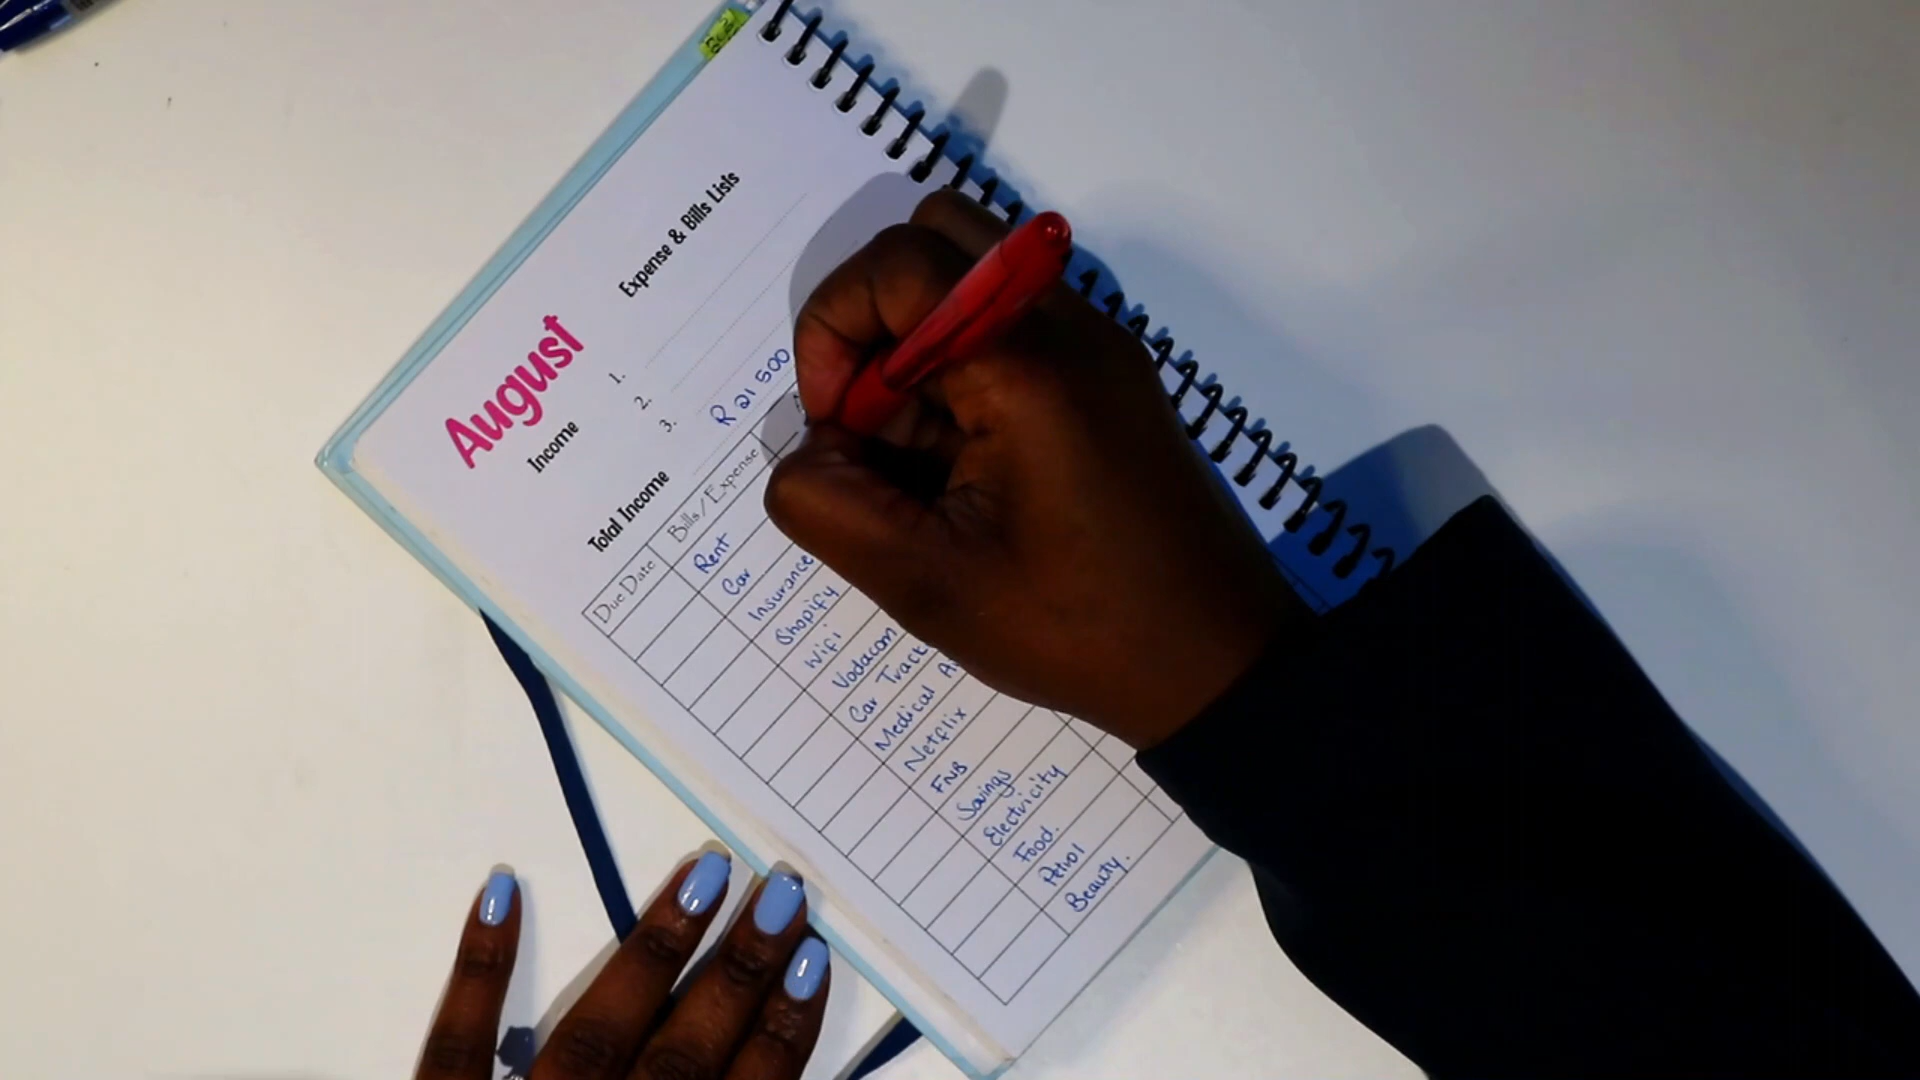 August
Income
Expense & Bills Lists
1.
2.
3.
Total Income R 21 500
Due Date Bills/Expense
Rent
Car
Insurance
Shopify
Wifi
Vodacom
Car Track
Medical
Netflix
FNB
Savings
Electricity
Food.
Petrol
Beauty.